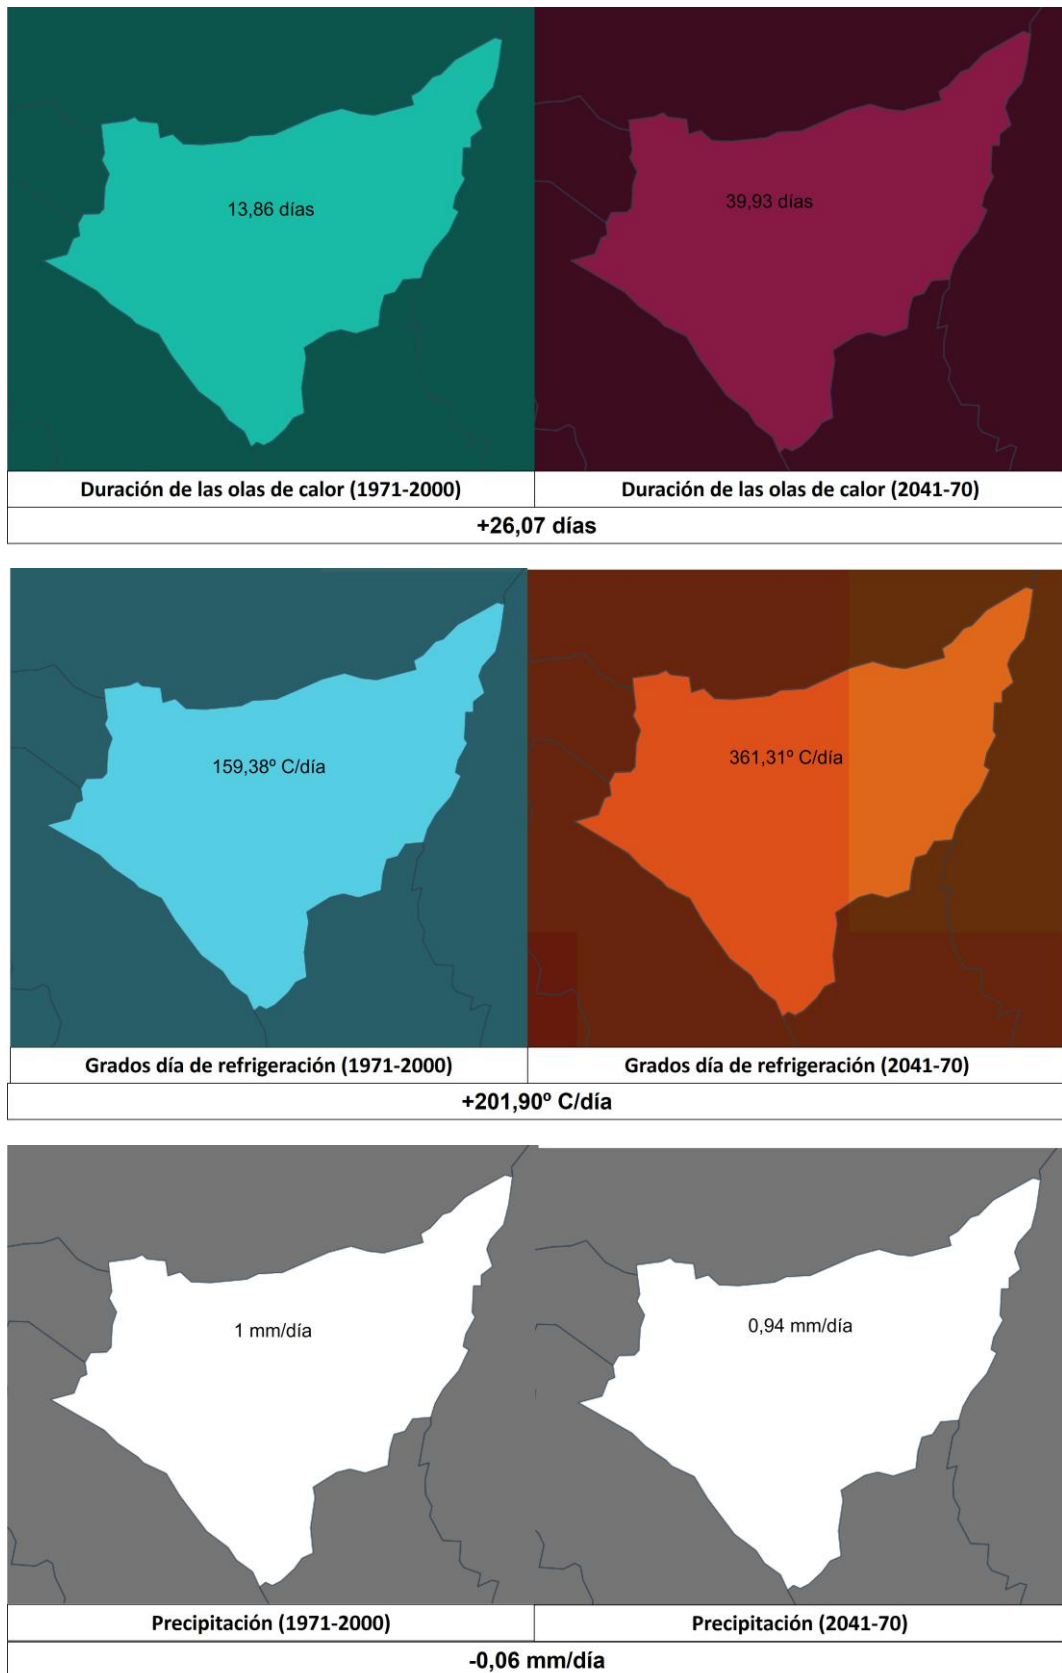 13,86 días
39,93 días
Duración de las olas de calor (1971-2000)
Duración de las olas de calor (2041-70)
+26,07 días
159,38º C/día
361,31º C/día
Grados día de refrigeración (1971-2000)
Grados día de refrigeración (2041-70)
+201,90º C/día
1 mm/día
0,94 mm/día
Precipitación (1971-2000)
Precipitación (2041-70)
-0,06 mm/día